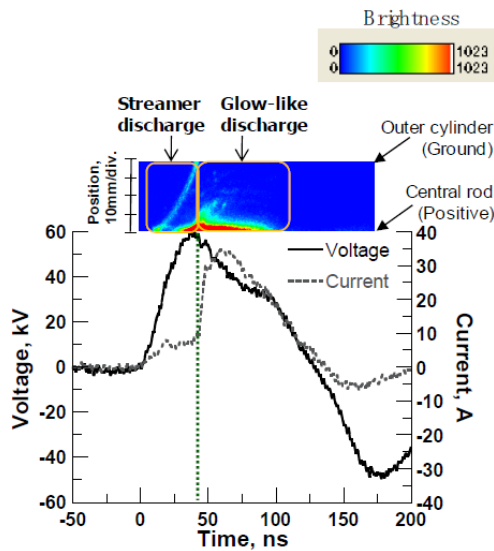 Brightness
0 1023
0 1023
Streamer discharge
Glow-like discharge
Outer cylinder
(Ground)
Central rod
(Positive)
Position,
10mm/div.
Voltage
Current
Voltage, kV
60
40
20
0
-20
-40
-60
Current, A
40
30
20
10
0
-10
-20
-30
-40
-50 0 50 100 150 200
Time, ns